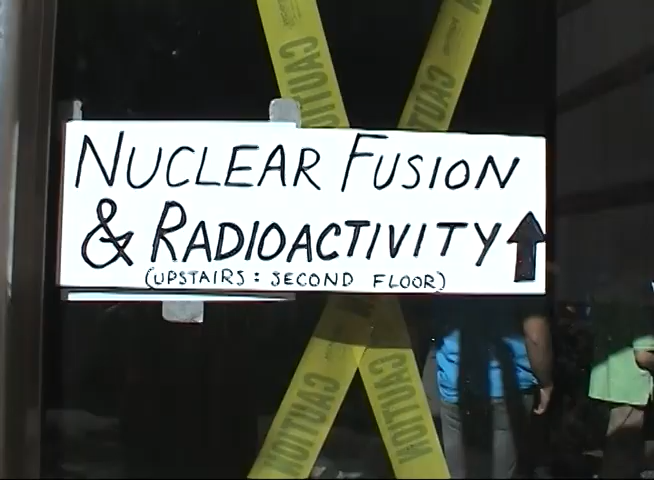 CAUTION
CAUTION
NUCLEAR FUSION
& RADIOACTIVITY
(UPSTAIRS : SECOND FLOOR)
CAUTION
CAUTION